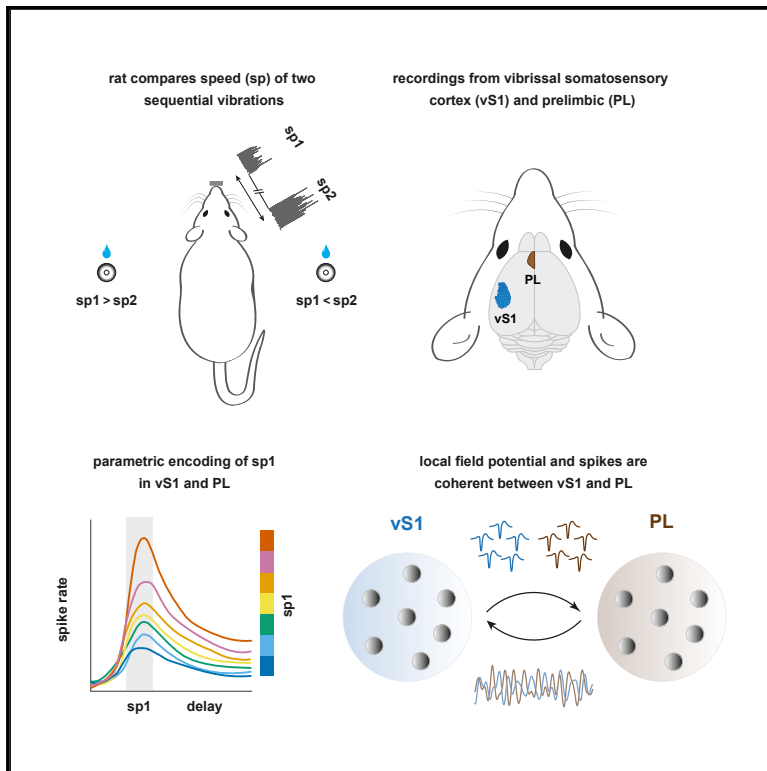 rat compares speed (sp) of two
sequential vibrations
sp1
sp2
sp1 > sp2
sp1 < sp2
recordings from vibrissal somatosensory
cortex (vS1) and prelimbic (PL)
PL
vS1
parametric encoding of sp1
in vS1 and PL
spike rate
sp1
sp1
delay
local field potential and spikes are
coherent between vS1 and PL
vS1
PL